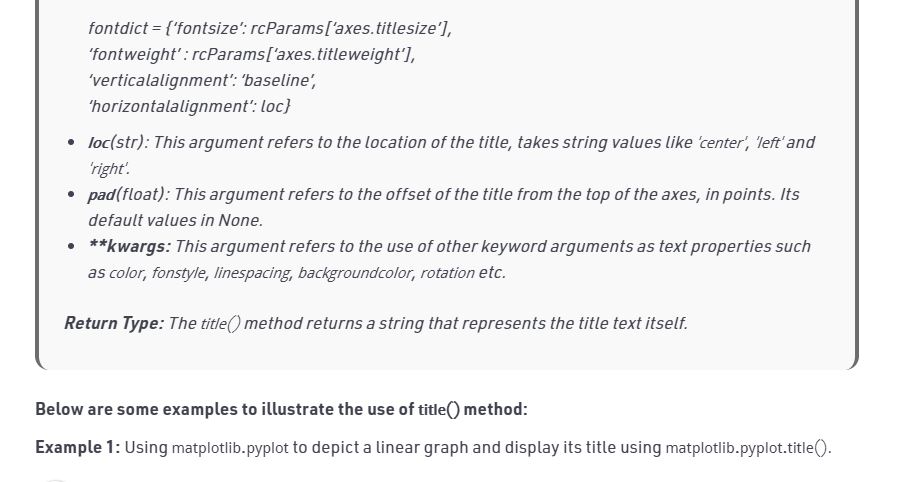 fontdict = {‘fontsize’: rcParams[‘axes.titlesize’],
‘fontweight’ : rcParams[‘axes.titleweight’],
‘verticalalignment’: ‘baseline’,
‘horizontalalignment’: loc}
• loc(str): This argument refers to the location of the title, takes string values like 'center', 'left' and
'right'.
• pad(float): This argument refers to the offset of the title from the top of the axes, in points. Its
default values in None.
• **kwargs: This argument refers to the use of other keyword arguments as text properties such
as color, fonstyle, linespacing, backgroundcolor, rotation etc.
Return Type: The title() method returns a string that represents the title text itself.
Below are some examples to illustrate the use of title() method:
Example 1: Using matplotlib.pyplot to depict a linear graph and display its title using matplotlib.pyplot.title().